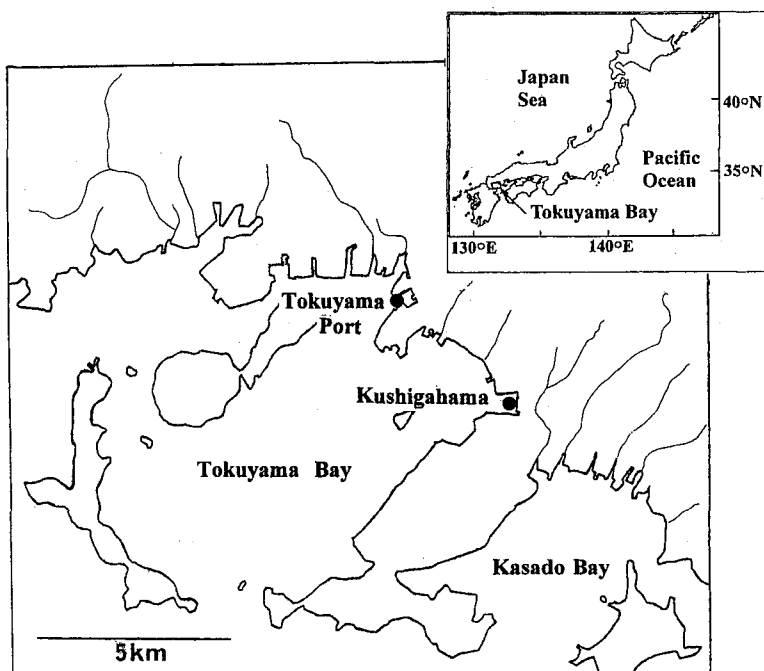 Japan
Sea
40°N
Pacific
Ocean
35°N
Tokuyama Bay
130°E
140°E
Tokuyama
Port
Kushigahama
Tokuyama Bay
Kasado Bay
5km